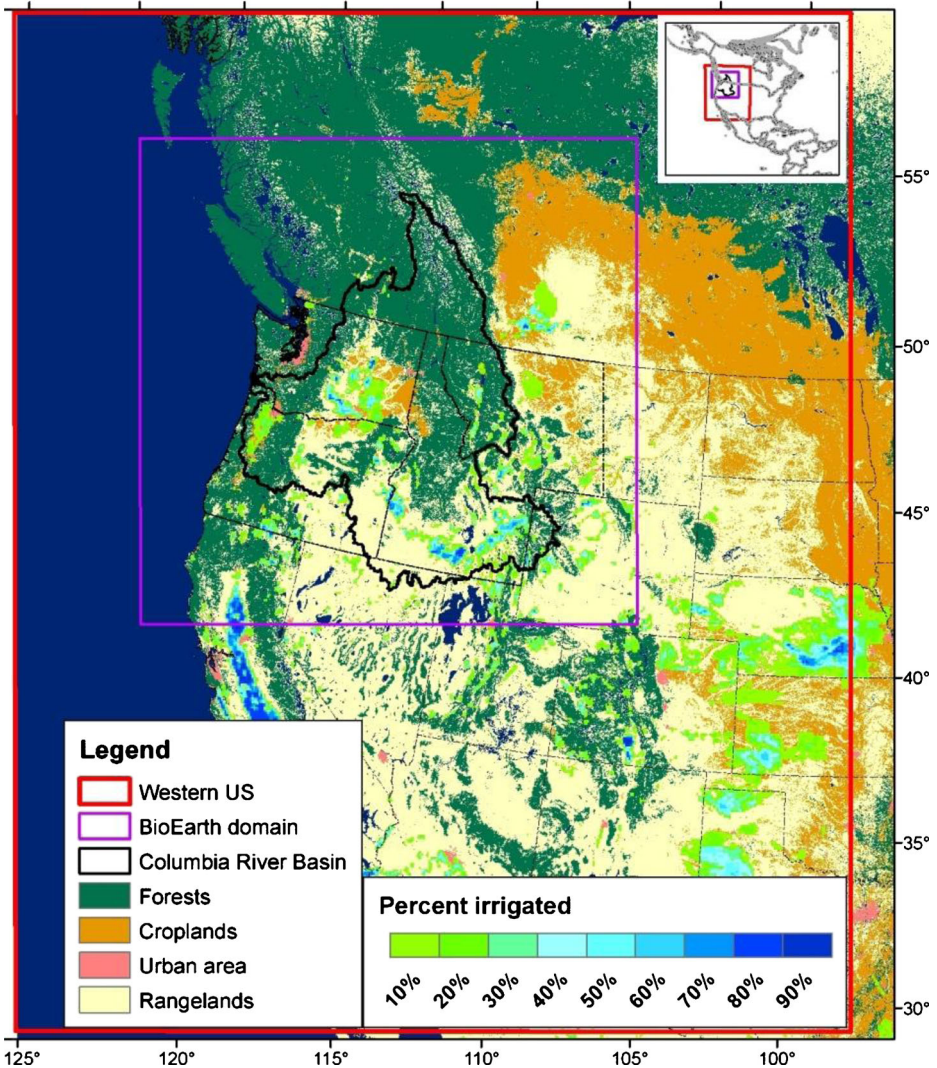 55°
50°
45°
40°
35°
30°
Legend
Western US
BioEarth domain
Columbia River Basin
Forests
Croplands
Urban area
Rangelands
Percent irrigated
10% 20% 30% 40% 50% 60% 70% 80% 90%
125° 120° 115° 110° 105° 100°